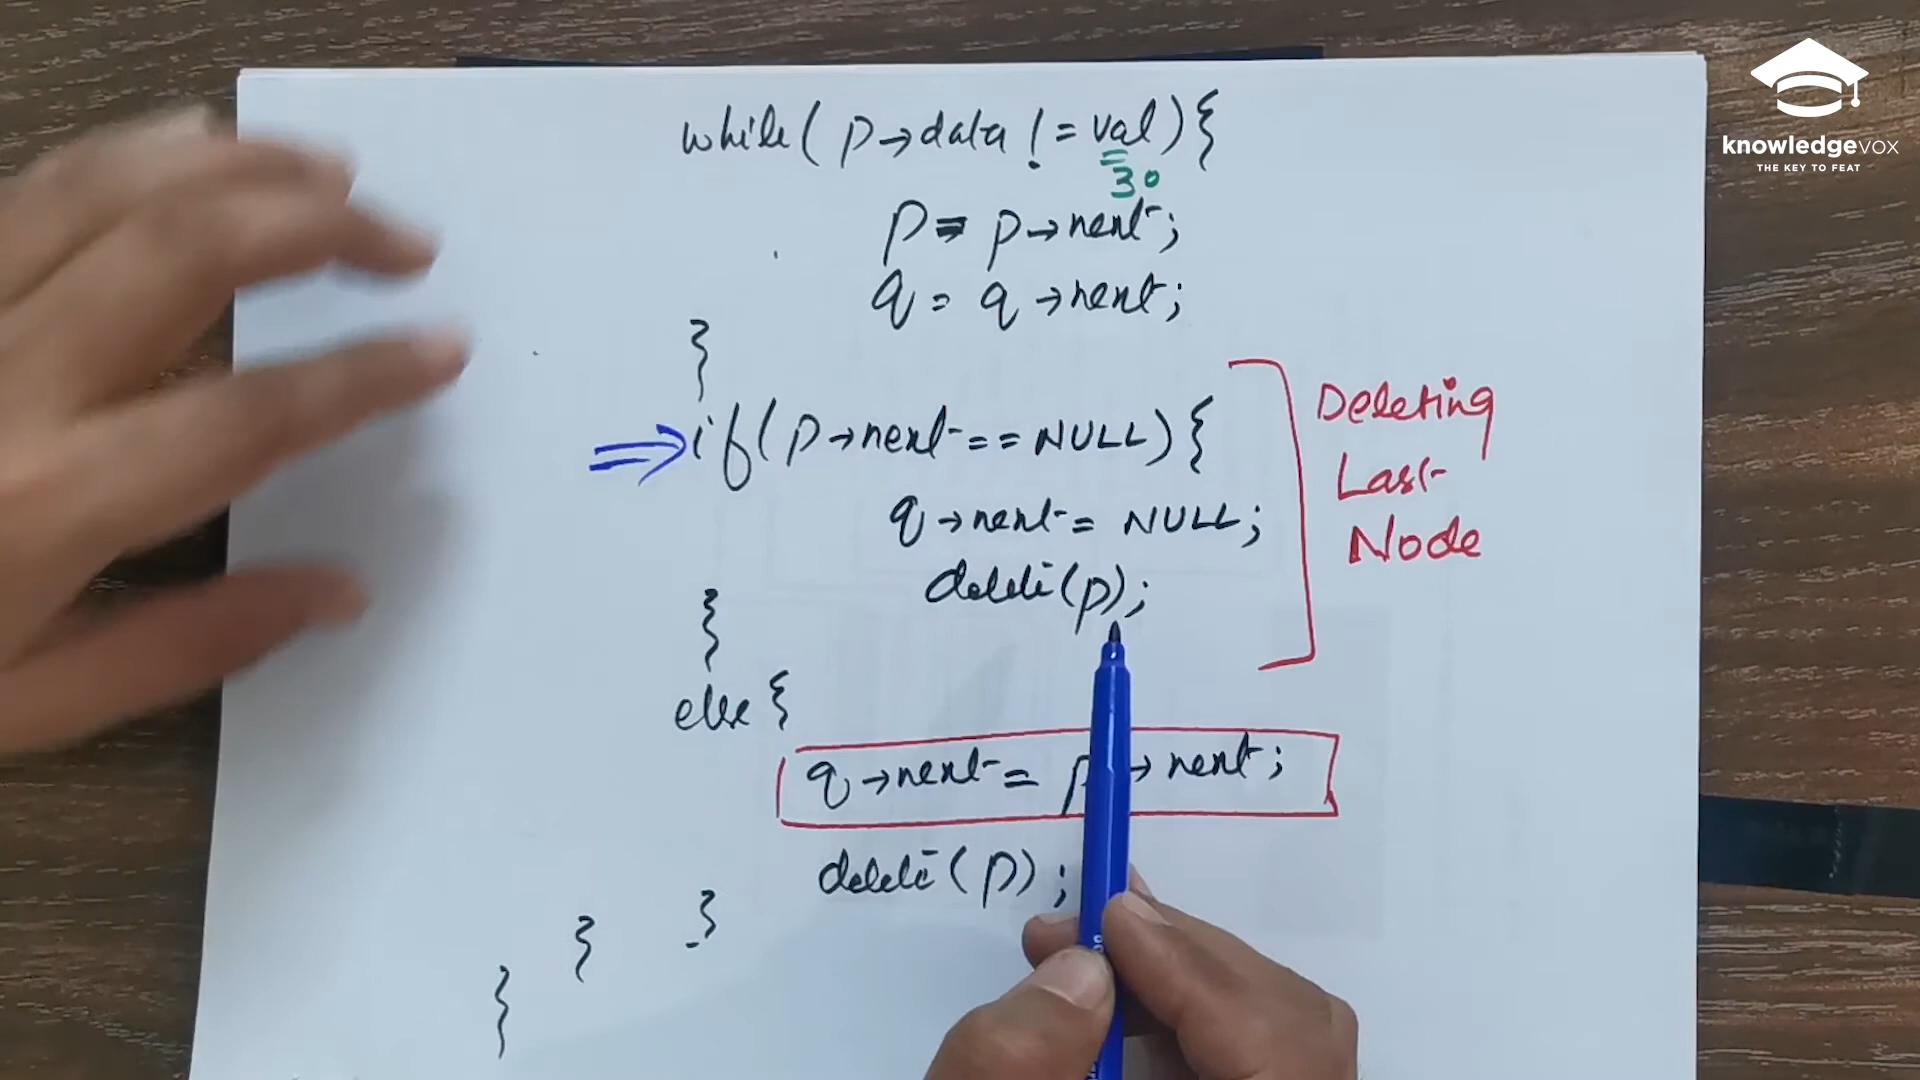 while( p→data != val){
30
p= p→next;
q= q→next;
}
if( p→next == NULL){
q→next = NULL;
delete(p);
}
else {
q→next = p→next;
delete(p);
}
}
}
Deleting
Last
Node
knowledgevox
THE KEY TO FEAT